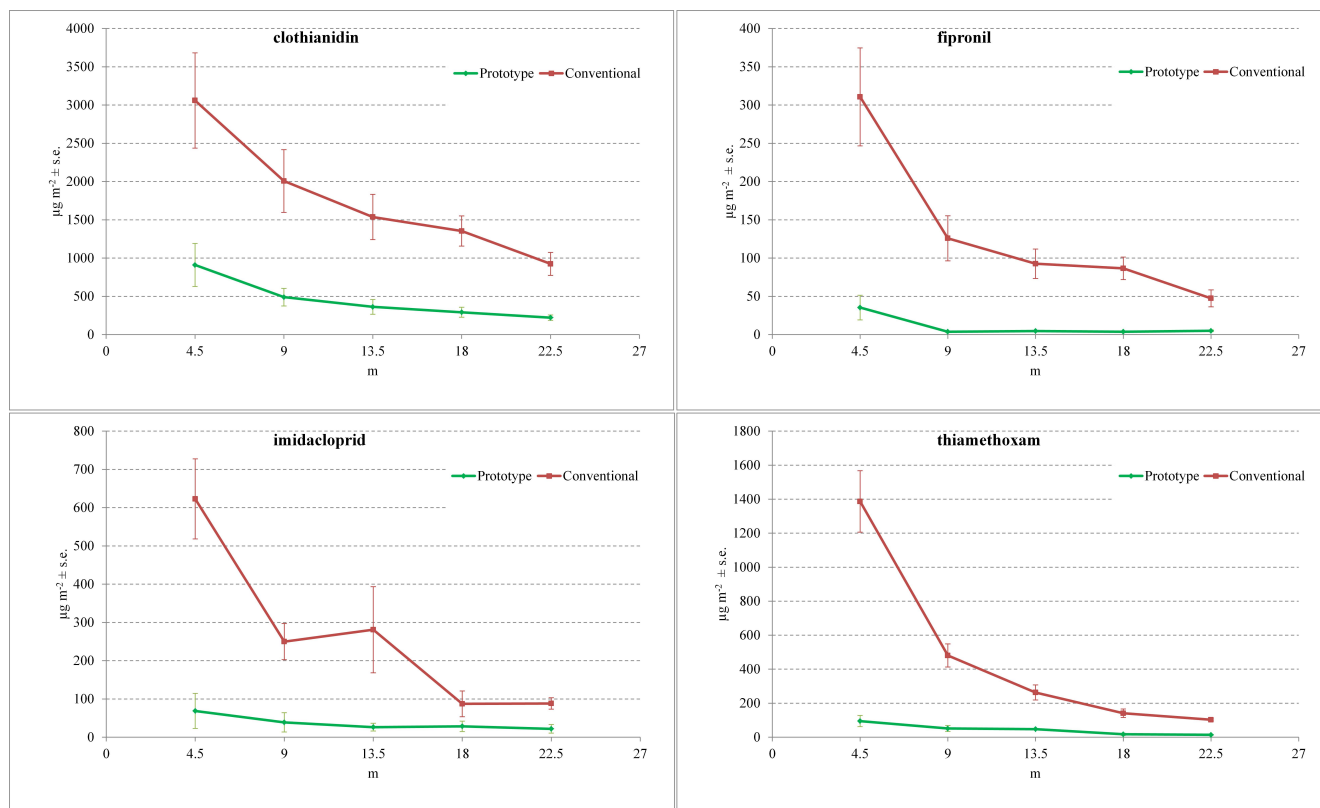 clothianidin
Prototype Conventional
4000
3500
3000
2500
2000
1500
1000
500
0
µg m-2 ± s.e.
0 4.5 9 13.5 18 22.5 27
m
fipronil
Prototype Conventional
400
350
300
250
200
150
100
50
0
µg m-2 ± s.e.
0 4.5 9 13.5 18 22.5 27
m
imidacloprid
Prototype Conventional
800
700
600
500
400
300
200
100
0
µg m-2 ± s.e.
0 4.5 9 13.5 18 22.5 27
m
thiamethoxam
Prototype Conventional
1800
1600
1400
1200
1000
800
600
400
200
0
µg m-2 ± s.e.
0 4.5 9 13.5 18 22.5 27
m